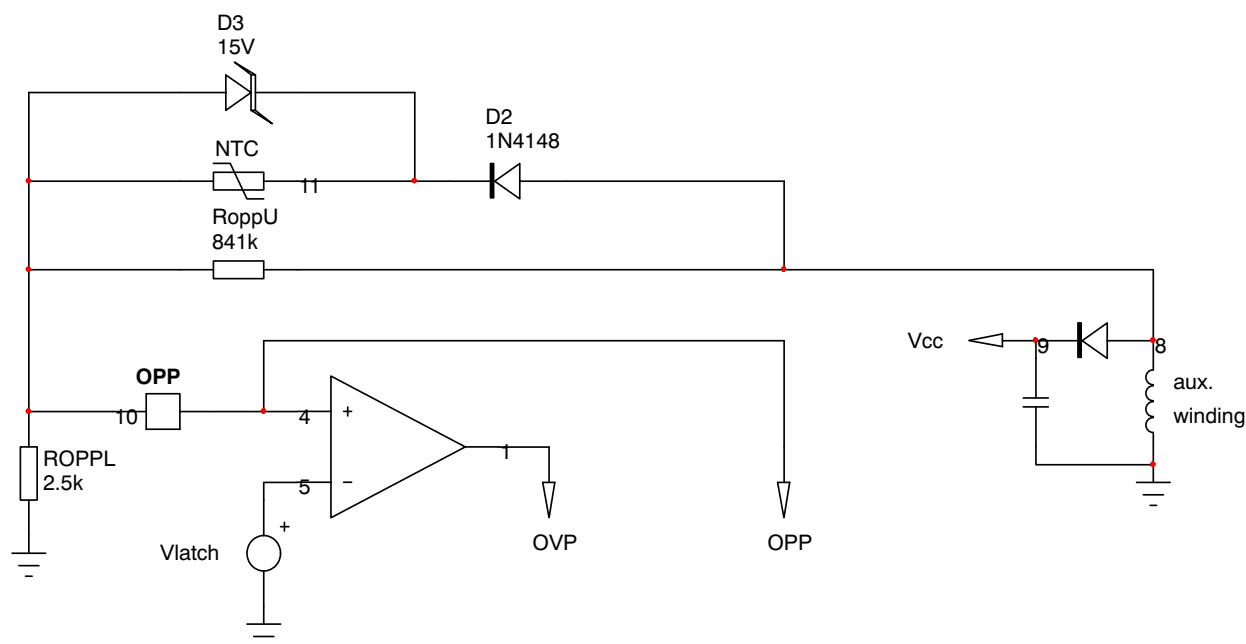 D3
15V
D2
1N4148
NTC
11
RoppU
841k
Vcc
9
8
OPP
aux.
winding
10
4
+
1
ROPPL
2.5k
5
−
+
Vlatch
OVP
OPP